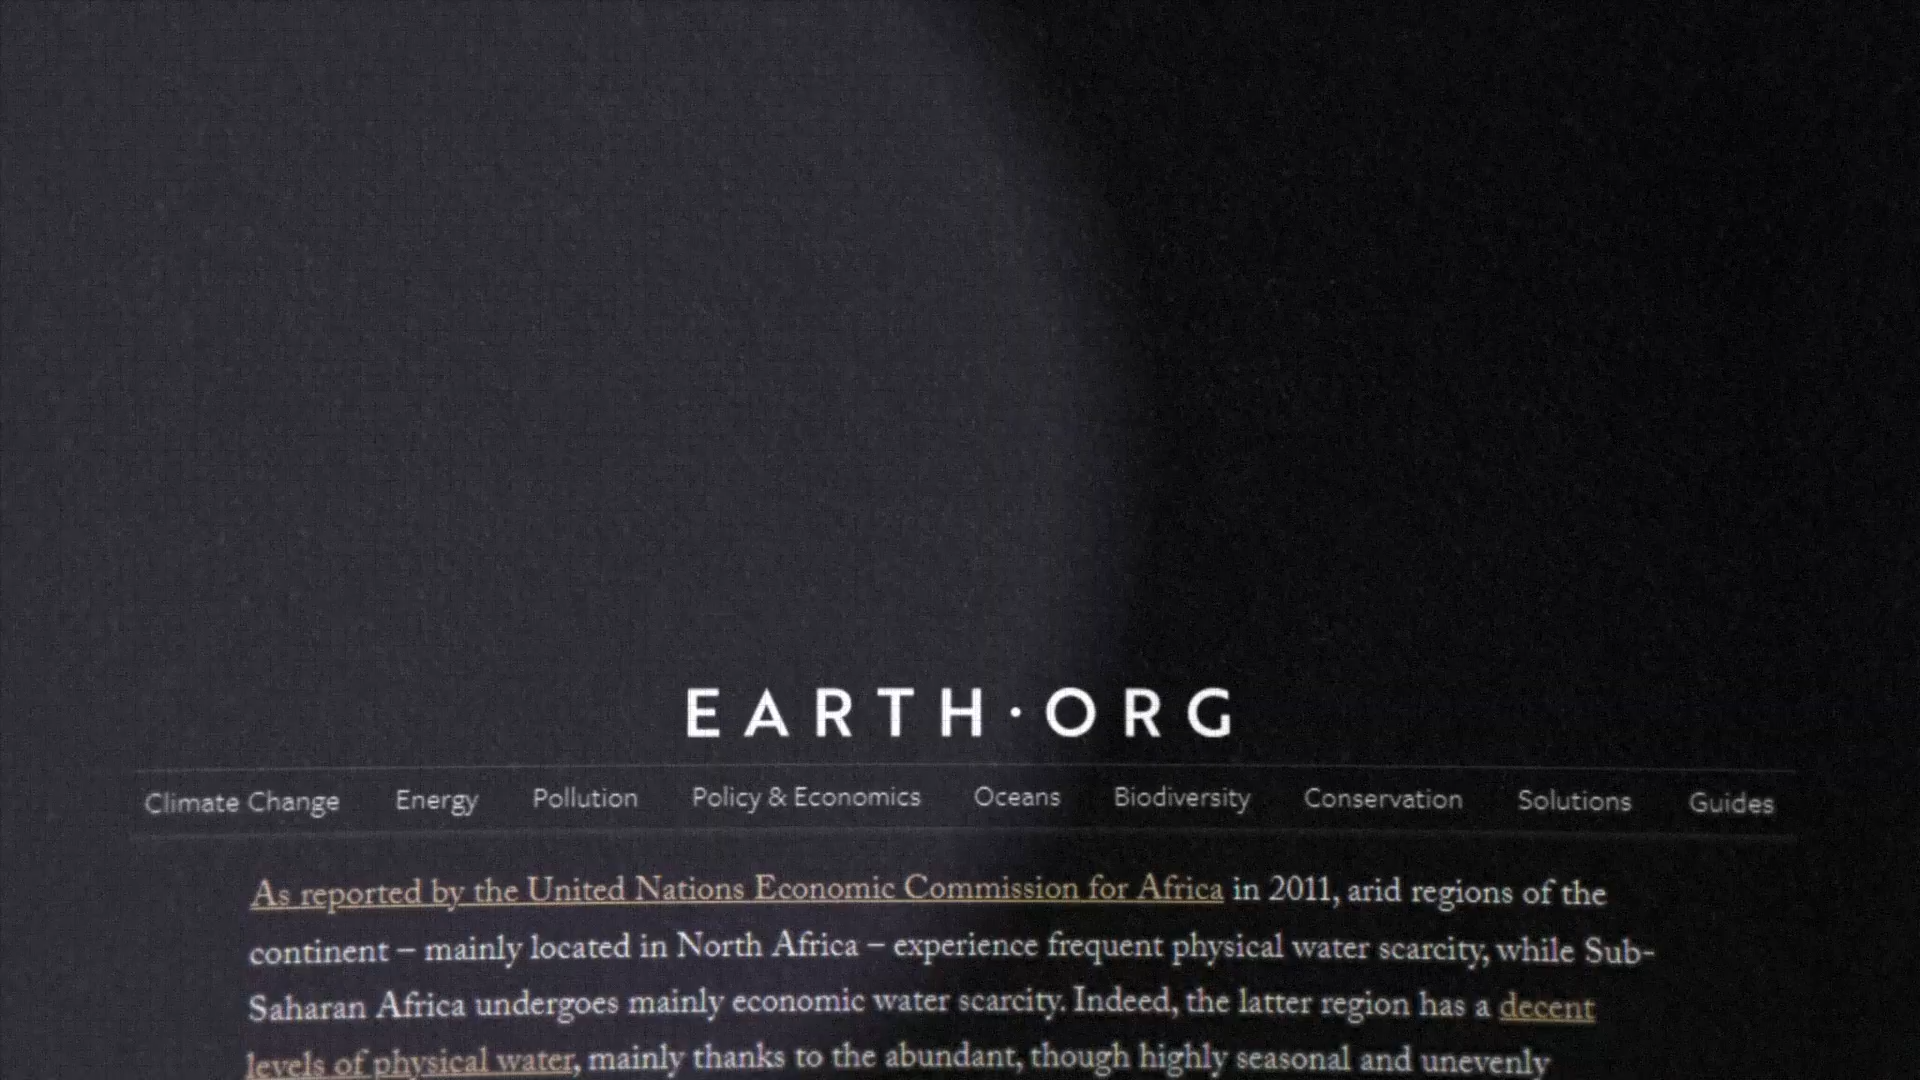 EARTH·ORG
Climate Change Energy Pollution Policy & Economics Oceans Biodiversity Conservation Solutions Guides
As reported by the United Nations Economic Commission for Africa in 2011, arid regions of the
continent – mainly located in North Africa – experience frequent physical water scarcity, while Sub-
Saharan Africa undergoes mainly economic water scarcity. Indeed, the latter region has a decent
levels of physical water, mainly thanks to the abundant, though highly seasonal and unevenly